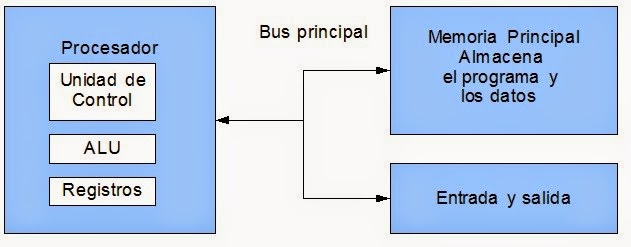 Procesador
Unidad de
Control
ALU
Registros
Bus principal
Memoria Principal
Almacena
el programa y
los datos
Entrada y salida